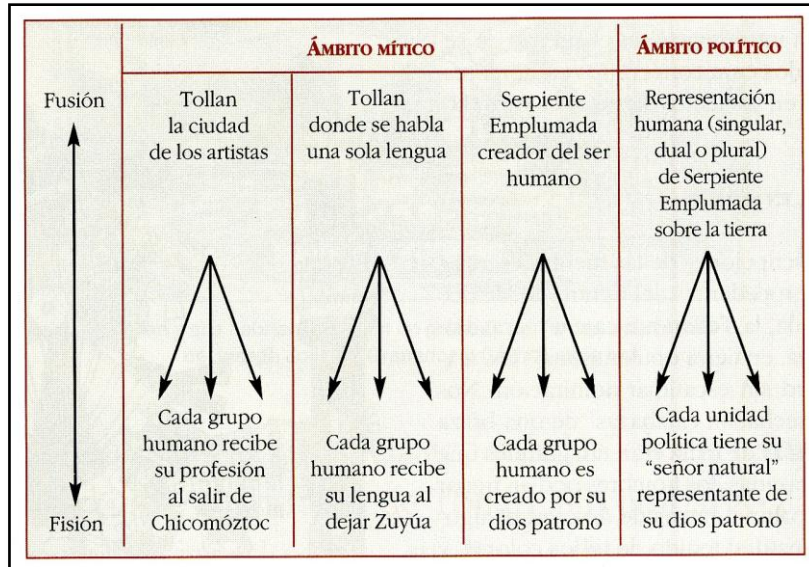 ÁMBITO MÍTICO
ÁMBITO POLÍTICO
Fusión
Fisión
Tollan
la ciudad
de los artistas
Cada grupo
humano recibe
su profesión
al salir de
Chicomóztoc
Tollan
donde se habla
una sola lengua
Cada grupo
humano recibe
su lengua al
dejar Zuyúa
Serpiente
Emplumada
creador del ser
humano
Cada grupo
humano es
creado por su
dios patrono
Representación
humana (singular,
dual o plural)
de Serpiente
Emplumada
sobre la tierra
Cada unidad
política tiene su
“señor natural”
representante de
su dios patrono